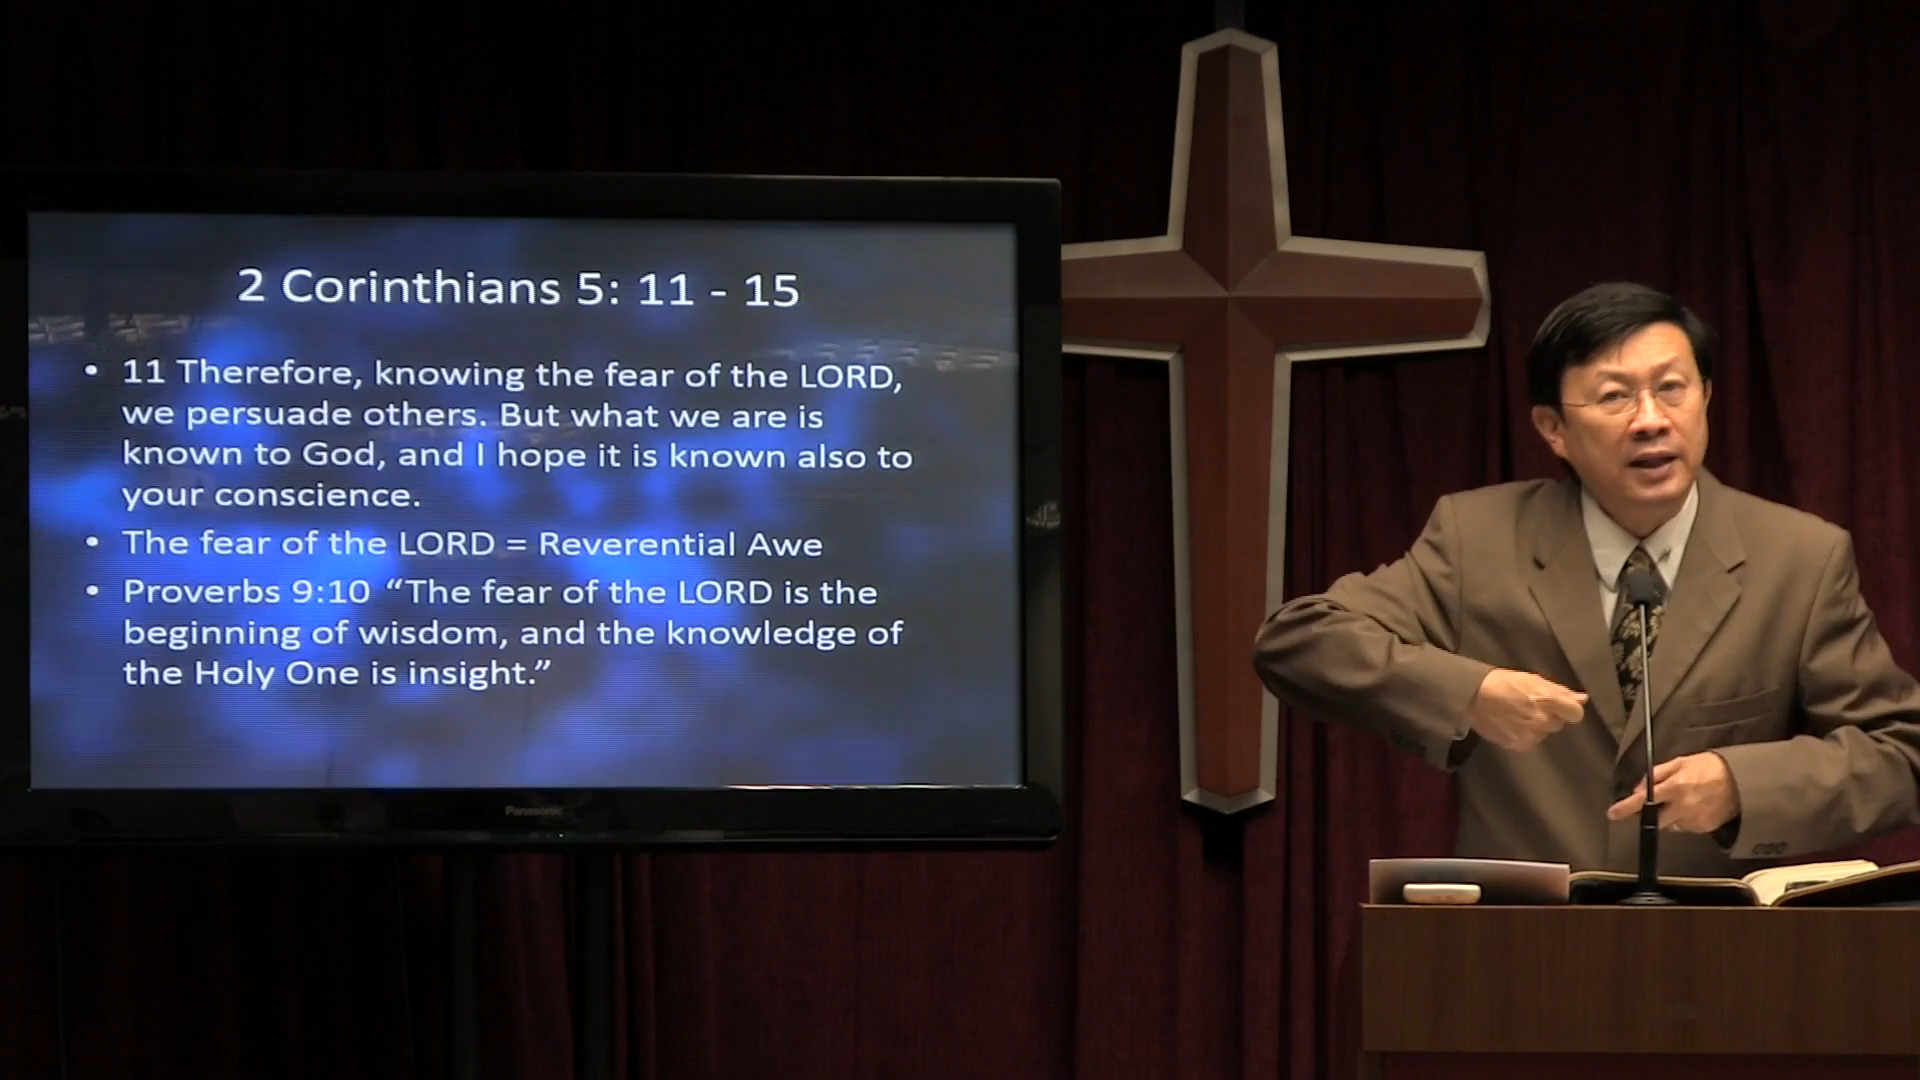 2 Corinthians 5: 11 - 15
• 11 Therefore, knowing the fear of the LORD,
we persuade others. But what we are is
known to God, and I hope it is known also to
your conscience.
• The fear of the LORD = Reverential Awe
• Proverbs 9:10 “The fear of the LORD is the
beginning of wisdom, and the knowledge of
the Holy One is insight.”
Panasonic